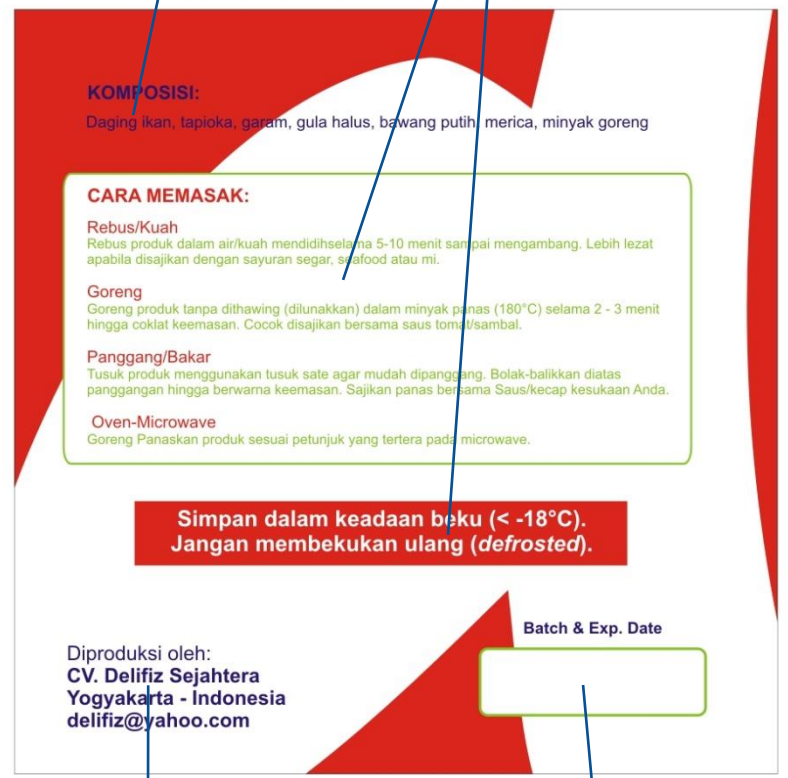 KOMPOSISI:
Daging ikan, tapioka, garam, gula halus, bawang putih, merica, minyak goreng
CARA MEMASAK:
Rebus/Kuah
Rebus produk dalam air/kuah mendidihselama 5-10 menit sampai mengambang. Lebih lezat
apabila disajikan dengan sayuran segar, seafood atau mi.
Goreng
Goreng produk tanpa dithawing (dilunakkan) dalam minyak panas (180°C) selama 2 - 3 menit
hingga coklat keemasan. Cocok disajikan bersama saus tomat/sambal.
Panggang/Bakar
Tusuk produk menggunakan tusuk sate agar mudah dipanggang. Bolak-balikkan diatas
panggangan hingga berwarna keemasan. Sajikan panas bersama Saus/kecap kesukaan Anda.
Oven-Microwave
Goreng Panaskan produk sesuai petunjuk yang tertera pada microwave.
Simpan dalam keadaan beku (< -18°C).
Jangan membekukan ulang (defrosted).
Batch & Exp. Date
Diproduksi oleh:
CV. Delifiz Sejahtera
Yogyakarta - Indonesia
delifiz@yahoo.com